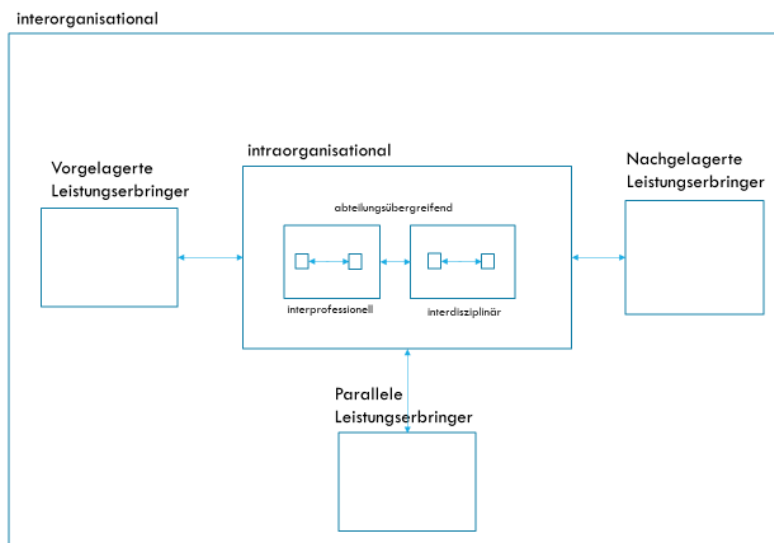 interorganisational
intraorganisational
Vorgelagerte
Leistungserbringer
Nachgelagerte
Leistungserbringer
abteilungsübergreifend
interprofessionell
interdisziplinär
Parallele
Leistungserbringer